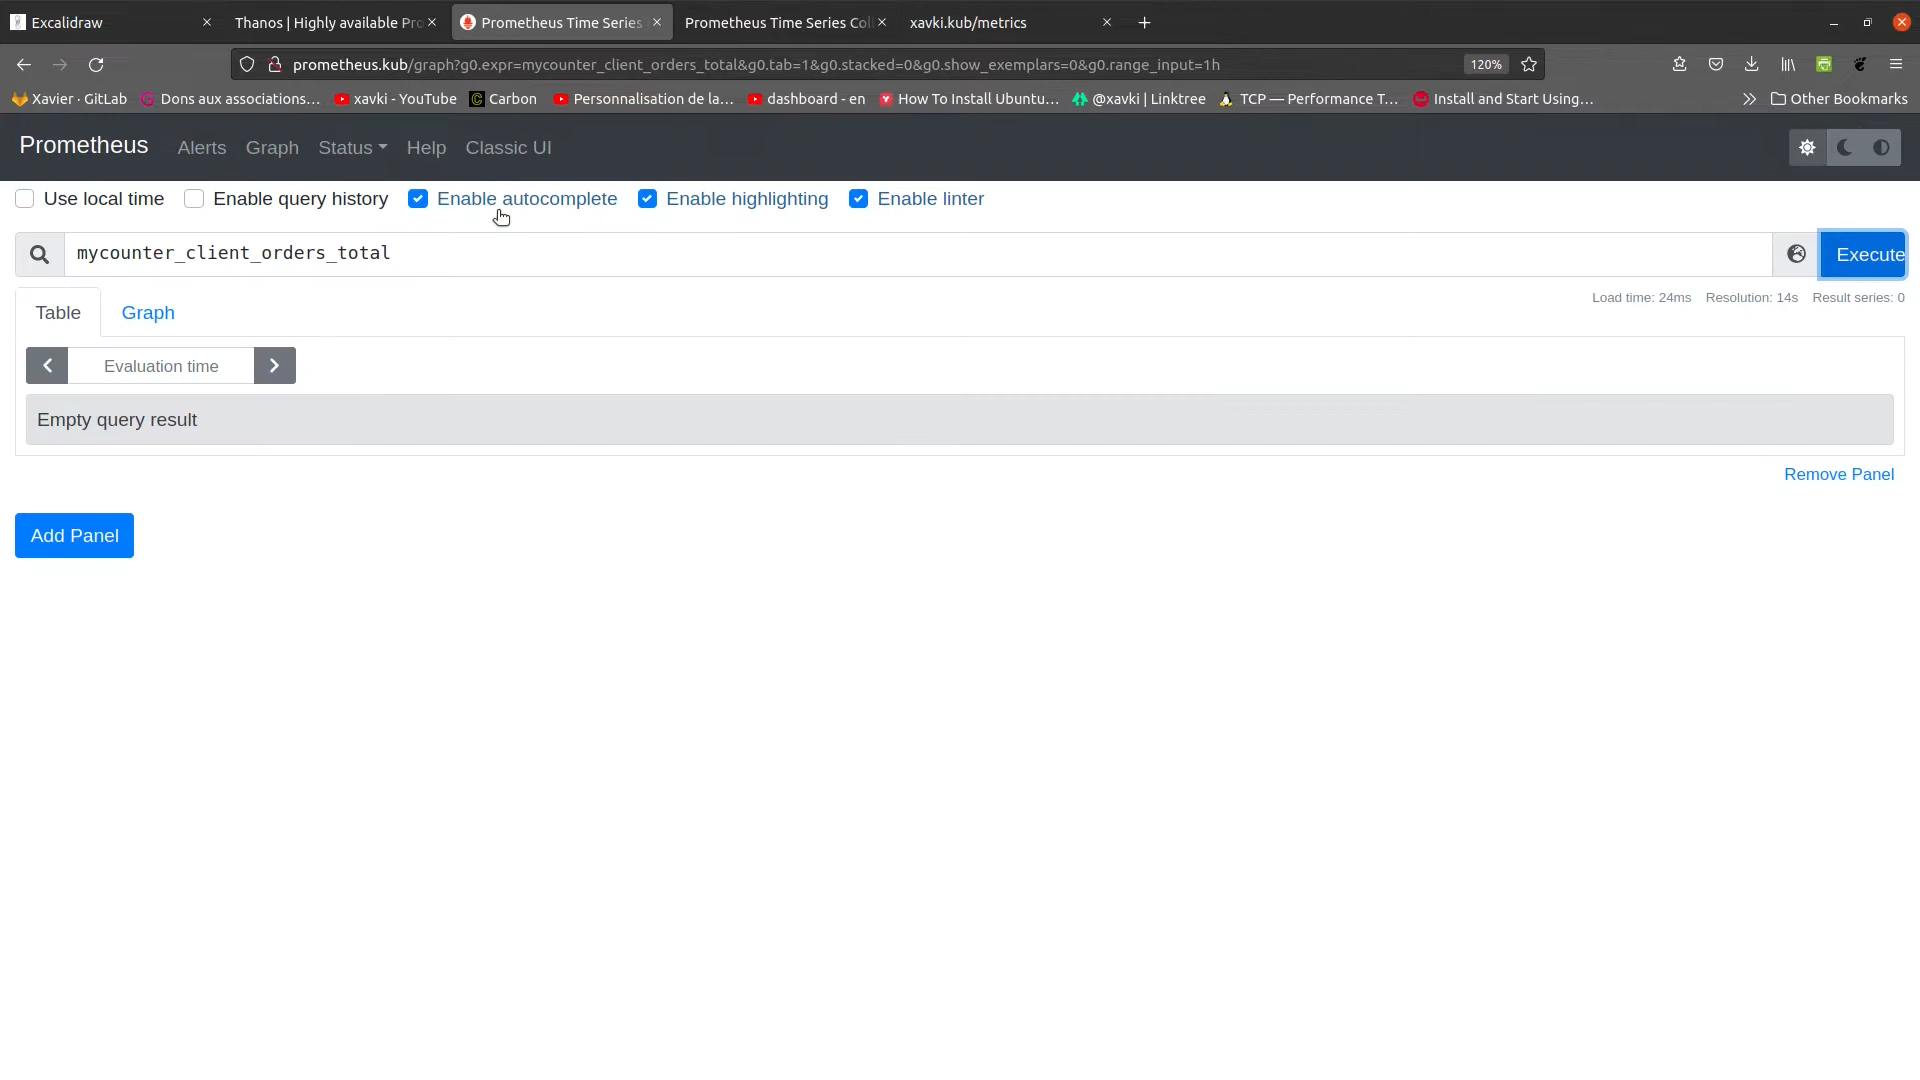 Excalidraw
Thanos | Highly available Pro
Prometheus Time Series
Prometheus Time Series Coll
xavki.kub/metrics
prometheus.kub/graph?g0.expr=mycounter_client_orders_total&g0.tab=1&g0.stacked=0&g0.show_exemplars=0&g0.range_input=1h
120%
Xavier · GitLab
Dons aux associations…
xavki - YouTube
Carbon
Personnalisation de la…
dashboard - en
How To Install Ubuntu…
@xavki | Linktree
TCP — Performance T…
Install and Start Using…
Other Bookmarks
Prometheus
Alerts
Graph
Status
Help
Classic UI
Use local time
Enable query history
Enable autocomplete
Enable highlighting
Enable linter
mycounter_client_orders_total
Execute
Table
Graph
Load time: 24ms
Resolution: 14s
Result series: 0
Evaluation time
Empty query result
Remove Panel
Add Panel